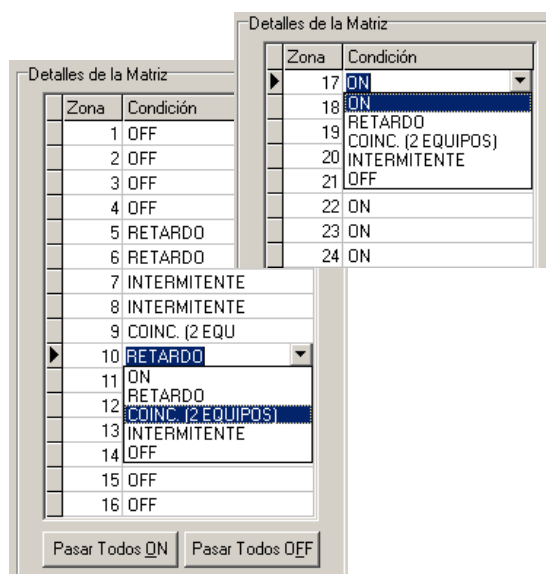 Detalles de la Matriz
Zona Condición
1 OFF
2 OFF
3 OFF
4 OFF
5 RETARDO
6 RETARDO
7 INTERMITENTE
8 INTERMITENTE
9 COINC. (2 EQU
10 RETARDO
11 ON
12 RETARDO
COINC. (2 EQUIPOS)
13 INTERMITENTE
14 OFF
15 OFF
16 OFF
Pasar Todos ON Pasar Todos OFF
Detalles de la Matriz
Zona Condición
17 ON
18 ON
19 RETARDO
COINC. (2 EQUIPOS)
20 INTERMITENTE
21 OFF
22 ON
23 ON
24 ON